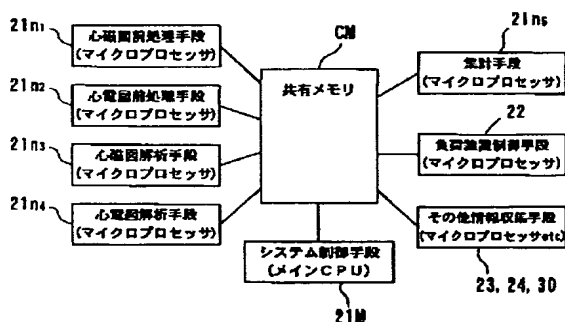 21n1
心磁図前処理手段
(マイクロプロセッサ)
21n2
心電図前処理手段
(マイクロプロセッサ)
21n3
心磁図解析手段
(マイクロプロセッサ)
21n4
心電図解析手段
(マイクロプロセッサ)
CM
共有メモリ
システム制御手段
(メインCPU)
21M
21n5
集計手段
(マイクロプロセッサ)
22
負荷装置制御手段
(マイクロプロセッサ)
その他情報収集手段
(マイクロプロセッサetc)
23, 24, 30